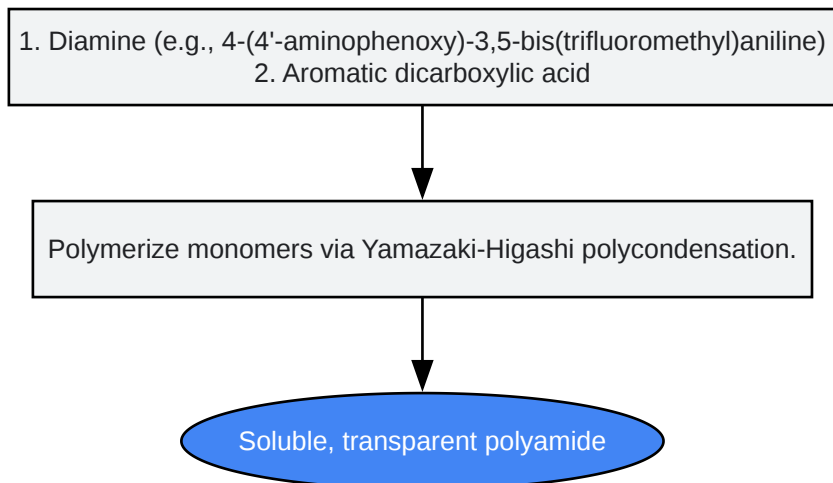 1. Diamine (e.g., 4-(4'-aminophenoxy)-3,5-bis(trifluoromethyl)aniline)
2. Aromatic dicarboxylic acid
Polymerize monomers via Yamazaki-Higashi polycondensation.
Soluble, transparent polyamide